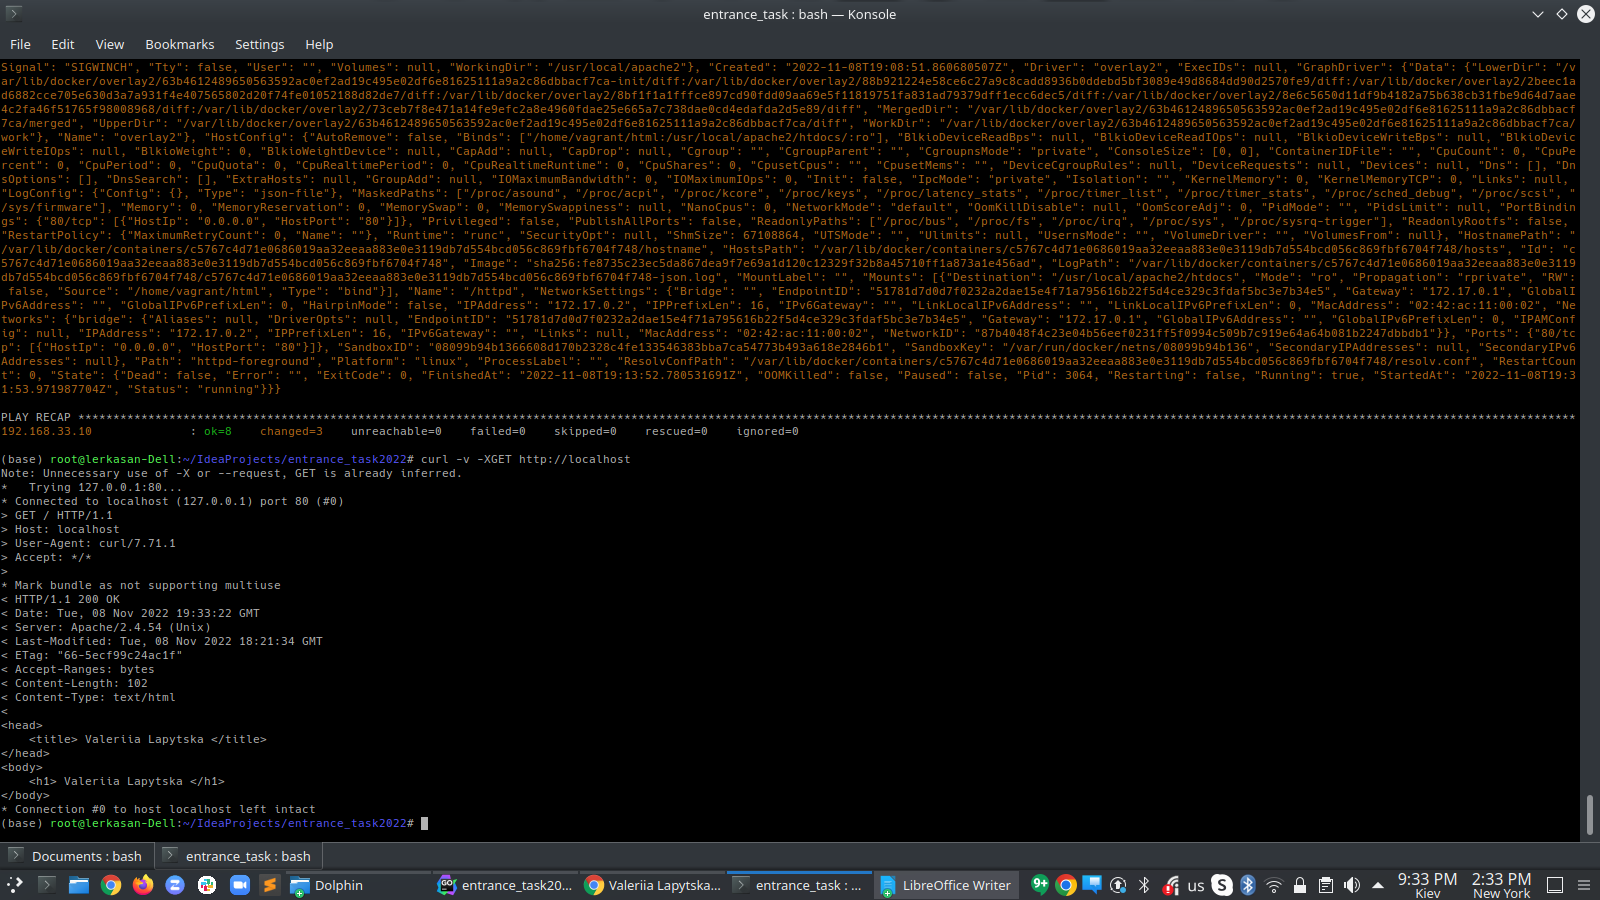 entrance_task : bash — Konsole
File Edit View Bookmarks Settings Help
Signal": "SIGWINCH", "Tty": false, "User": "", "Volumes": null, "WorkingDir": "/usr/local/apache2"}, "Created": "2022-11-08T19:08:51.860680507Z", "Driver": "overlay2", "ExecIDs": null, "GraphDriver": {"Data": {"LowerDir": "/v
ar/lib/docker/overlay2/63b4612489650563592ac0ef2ad19c495e02df6e81625111a9a2c86dbbacf7ca-init/diff:/var/lib/docker/overlay2/88b921224e58ce6c27a9c8cadd8936b0ddebd5bf3089e49d8684dd90d2570fe9/diff:/var/lib/docker/overlay2/2beec1a
d6882cce705e630d3a7a931f4e407565802d20f74fe01052188d82de7/diff:/var/lib/docker/overlay2/8bf1f1a1fffce897cd90fdd09aa69e5f11819751fa831ad79379dff1ecc6dec5/diff:/var/lib/docker/overlay2/8e6c5650d11df9b4182a75b638cb31fbe9d64d7aae
4c2fa46f51765f98008968/diff:/var/lib/docker/overlay2/73ceb7f8e471a14fe9efc2a8e4960fdae25e665a7c738dae0cd4edafda2d5e89/diff", "MergedDir": "/var/lib/docker/overlay2/63b4612489650563592ac0ef2ad19c495e02df6e81625111a9a2c86dbbacf
7ca/merged", "UpperDir": "/var/lib/docker/overlay2/63b4612489650563592ac0ef2ad19c495e02df6e81625111a9a2c86dbbacf7ca/diff", "WorkDir": "/var/lib/docker/overlay2/63b4612489650563592ac0ef2ad19c495e02df6e81625111a9a2c86dbbacf7ca/
work"}, "Name": "overlay2"}, "HostConfig": {"AutoRemove": false, "Binds": ["/home/vagrant/html:/usr/local/apache2/htdocs/:ro"], "BlkioDeviceReadBps": null, "BlkioDeviceReadIOps": null, "BlkioDeviceWriteBps": null, "BlkioDevic
eWriteIOps": null, "BlkioWeight": 0, "BlkioWeightDevice": null, "CapAdd": null, "CapDrop": null, "Cgroup": "", "CgroupParent": "", "CgroupnsMode": "private", "ConsoleSize": [0, 0], "ContainerIDFile": "", "CpuCount": 0, "CpuPe
rcent": 0, "CpuPeriod": 0, "CpuQuota": 0, "CpuRealtimePeriod": 0, "CpuRealtimeRuntime": 0, "CpuShares": 0, "CpusetCpus": "", "CpusetMems": "", "DeviceCgroupRules": null, "DeviceRequests": null, "Devices": null, "Dns": [], "Dn
sOption": [], "DnsSearch": [], "ExtraHosts": null, "GroupAdd": null, "IOMaximumBandwidth": 0, "IOMaximumIOps": 0, "Init": false, "IpcMode": "private", "Isolation": "", "KernelMemory": 0, "KernelMemoryTCP": 0, "Links": null,
"LogConfig": {"Config": {}, "Type": "json-file"}, "MaskedPaths": ["/proc/asound", "/proc/acpi", "/proc/kcore", "/proc/keys", "/proc/latency_stats", "/proc/timer_list", "/proc/timer_stats", "/proc/sched_debug", "/proc/scsi", "
/sys/firmware"], "Memory": 0, "MemoryReservation": 0, "MemorySwap": 0, "MemorySwappiness": null, "NanoCpus": 0, "NetworkMode": "default", "OomKillDisable": null, "OomScoreAdj": 0, "PidMode": "", "PidsLimit": null, "PortBindin
gs": {"80/tcp": [{"HostIp": "0.0.0.0", "HostPort": "80"}]}, "Privileged": false, "PublishAllPorts": false, "ReadonlyPaths": ["/proc/bus", "/proc/fs", "/proc/irq", "/proc/sys", "/proc/sysrq-trigger"], "ReadonlyRootfs": false,
"RestartPolicy": {"MaximumRetryCount": 0, "Name": ""}, "Runtime": "runc", "SecurityOpt": null, "ShmSize": 67108864, "UTSMode": "", "Ulimits": null, "UsernsMode": "", "VolumeDriver": "", "VolumesFrom": null}, "HostnamePath": "
/var/lib/docker/containers/c5767c4d71e0686019aa32eeaa883e0e3119db7d554bcd056c869fbf6704f748/hostname", "HostsPath": "/var/lib/docker/containers/c5767c4d71e0686019aa32eeaa883e0e3119db7d554bcd056c869fbf6704f748/hosts", "Id": "c
5767c4d71e0686019aa32eeaa883e0e3119db7d554bcd056c869fbf6704f748", "Image": "sha256:fe8735c23ec5da867dea9f7e69a1d120c12329f32b8a45710ff1a873a1e456ad", "LogPath": "/var/lib/docker/containers/c5767c4d71e0686019aa32eeaa883e0e3119
db7d554bcd056c869fbf6704f748/c5767c4d71e0686019aa32eeaa883e0e3119db7d554bcd056c869fbf6704f748-json.log", "MountLabel": "", "Mounts": [{"Destination": "/usr/local/apache2/htdocs", "Mode": "ro", "Propagation": "rprivate", "RW":
false, "Source": "/home/vagrant/html", "Type": "bind"}], "Name": "/httpd", "NetworkSettings": {"Bridge": "", "EndpointID": "51781d7d0d7f0232a2dae15e4f71a795616b22f5d4ce329c3fdaf5bc3e7b34e5", "Gateway": "172.17.0.1", "GlobalI
Pv6Address": "", "GlobalIPv6PrefixLen": 0, "HairpinMode": false, "IPAddress": "172.17.0.2", "IPPrefixLen": 16, "IPv6Gateway": "", "LinkLocalIPv6Address": "", "LinkLocalIPv6PrefixLen": 0, "MacAddress": "02:42:ac:11:00:02", "Ne
tworks": {"bridge": {"Aliases": null, "DriverOpts": null, "EndpointID": "51781d7d0d7f0232a2dae15e4f71a795616b22f5d4ce329c3fdaf5bc3e7b34e5", "Gateway": "172.17.0.1", "GlobalIPv6Address": "", "GlobalIPv6PrefixLen": 0, "IPAMConf
ig": null, "IPAddress": "172.17.0.2", "IPPrefixLen": 16, "IPv6Gateway": "", "Links": null, "MacAddress": "02:42:ac:11:00:02", "NetworkID": "87b4048f4c23e04b56eef0231ff5f0994c509b7c919e64a64b081b2247dbbdb1"}}, "Ports": {"80/tc
p": [{"HostIp": "0.0.0.0", "HostPort": "80"}]}, "SandboxID": "08099b94b1366608d170b2328c4fe133546383bba7ca54773b493a618e2846b1", "SandboxKey": "/var/run/docker/netns/08099b94b136", "SecondaryIPAddresses": null, "SecondaryIPv6
Addresses": null}, "Path": "httpd-foreground", "Platform": "linux", "ProcessLabel": "", "ResolvConfPath": "/var/lib/docker/containers/c5767c4d71e0686019aa32eeaa883e0e3119db7d554bcd056c869fbf6704f748/resolv.conf", "RestartCoun
t": 0, "State": {"Dead": false, "Error": "", "ExitCode": 0, "FinishedAt": "2022-11-08T19:13:52.780531691Z", "OOMKilled": false, "Paused": false, "Pid": 3064, "Restarting": false, "Running": true, "StartedAt": "2022-11-08T19:3
1:53.971987704Z", "Status": "running"}}}
PLAY RECAP **********************************************************************************************************************************************************************************************************************
192.168.33.10 : ok=8 changed=3 unreachable=0 failed=0 skipped=0 rescued=0 ignored=0
(base) root@lerkasan-Dell:~/IdeaProjects/entrance_task2022# curl -v -XGET http://localhost
Note: Unnecessary use of -X or --request, GET is already inferred.
* Trying 127.0.0.1:80...
* Connected to localhost (127.0.0.1) port 80 (#0)
> GET / HTTP/1.1
> Host: localhost
> User-Agent: curl/7.71.1
> Accept: */*
>
* Mark bundle as not supporting multiuse
< HTTP/1.1 200 OK
< Date: Tue, 08 Nov 2022 19:33:22 GMT
< Server: Apache/2.4.54 (Unix)
< Last-Modified: Tue, 08 Nov 2022 18:21:34 GMT
< ETag: "66-5ecf99c24ac1f"
< Accept-Ranges: bytes
< Content-Length: 102
< Content-Type: text/html
<
<head>
<title> Valeriia Lapytska </title>
</head>
<body>
<h1> Valeriia Lapytska </h1>
</body>
* Connection #0 to host localhost left intact
(base) root@lerkasan-Dell:~/IdeaProjects/entrance_task2022#
Documents : bash entrance_task : bash
Dolphin entrance_task20... Valeriia Lapytska... entrance_task : ... LibreOffice Writer 9+ us 9:33 PM 2:33 PM
Kiev New York